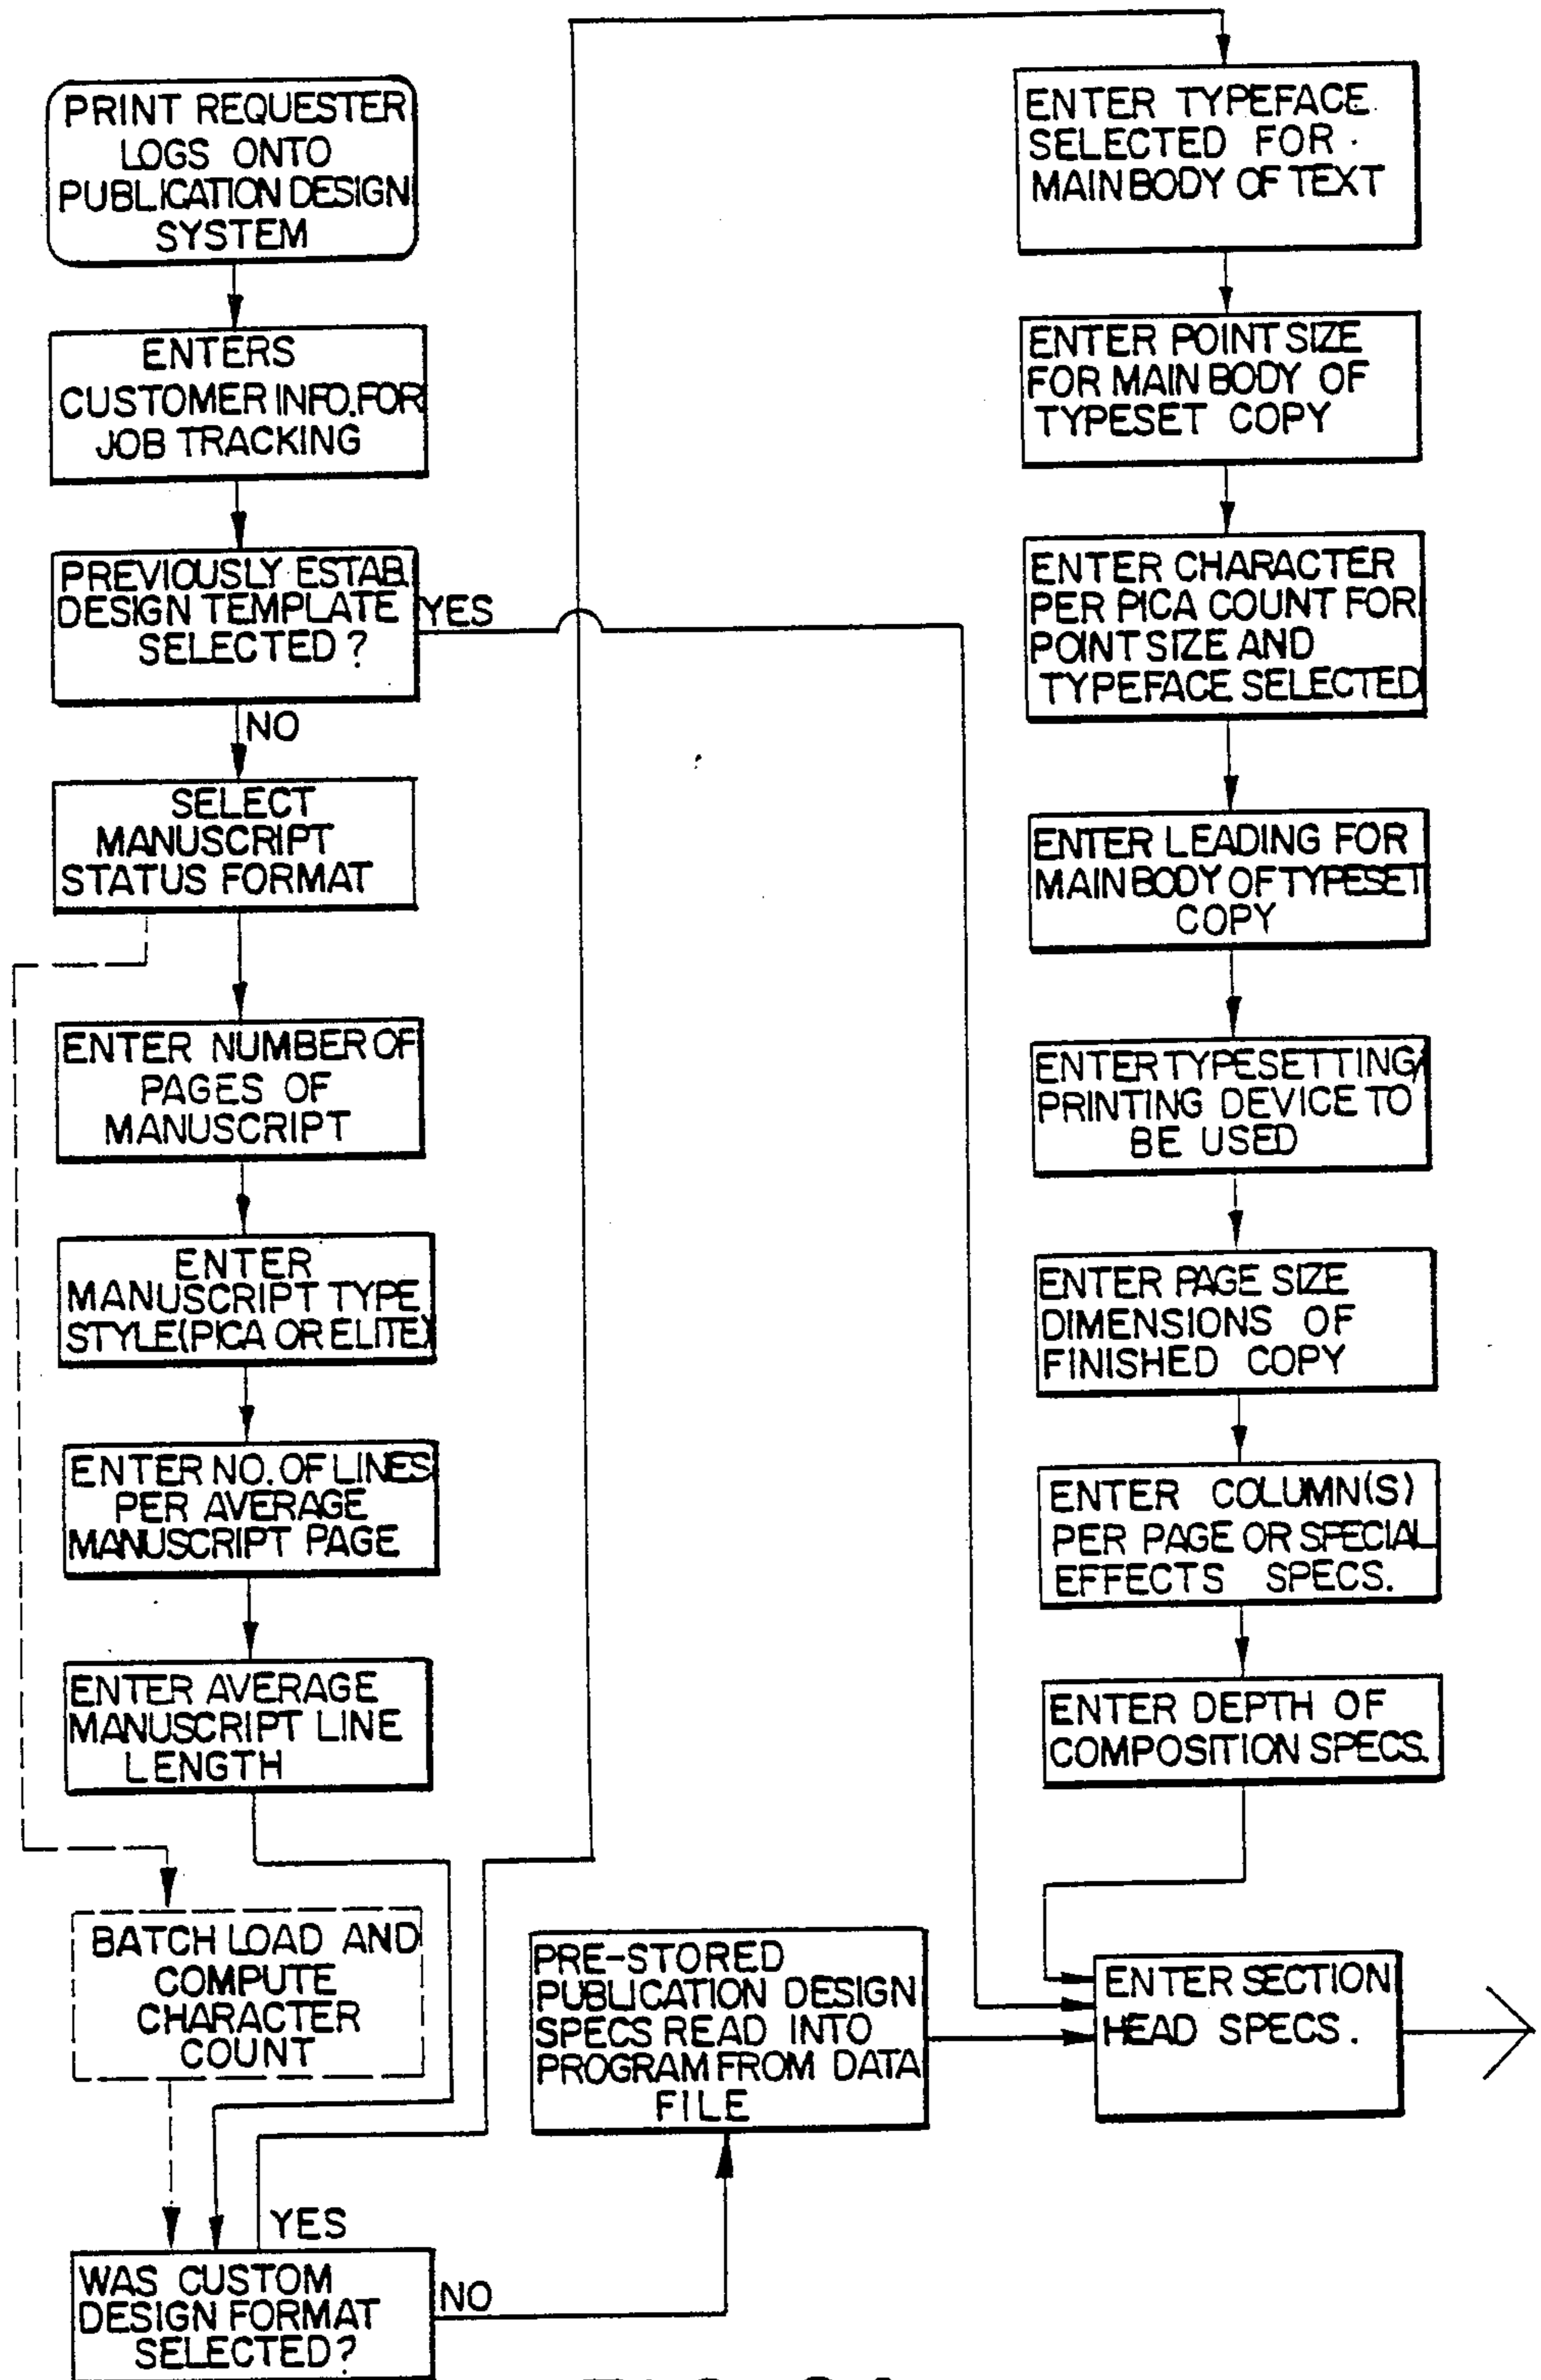 PRINT REQUESTER
LOGS ONTO
PUBLICATION DESIGN
SYSTEM
ENTERS
CUSTOMER INFO. FOR
JOB TRACKING
PREVIOUSLY ESTAB.
DESIGN TEMPLATE
SELECTED?
YES
NO
SELECT
MANUSCRIPT
STATUS FORMAT
ENTER NUMBER OF
PAGES OF
MANUSCRIPT
ENTER
MANUSCRIPT TYPE
STYLE (PICA OR ELITE)
ENTER NO. OF LINES
PER AVERAGE
MANUSCRIPT PAGE
ENTER AVERAGE
MANUSCRIPT LINE
LENGTH
BATCH LOAD AND
COMPUTE
CHARACTER
COUNT
YES
WAS CUSTOM
DESIGN FORMAT
SELECTED?
NO
PRE-STORED
PUBLICATION DESIGN
SPECS READ INTO
PROGRAM FROM DATA
FILE
ENTER TYPEFACE
SELECTED FOR
MAIN BODY OF TEXT
ENTER POINT SIZE
FOR MAIN BODY OF
TYPESET COPY
ENTER CHARACTER
PER PICA COUNT FOR
POINT SIZE AND
TYPEFACE SELECTED
ENTER LEADING FOR
MAIN BODY OF TYPESET
COPY
ENTER TYPESETTING/
PRINTING DEVICE TO
BE USED
ENTER PAGE SIZE
DIMENSIONS OF
FINISHED COPY
ENTER COLUMN(S)
PER PAGE OR SPECIAL
EFFECTS SPECS.
ENTER DEPTH OF
COMPOSITION SPECS.
ENTER SECTION
HEAD SPECS.